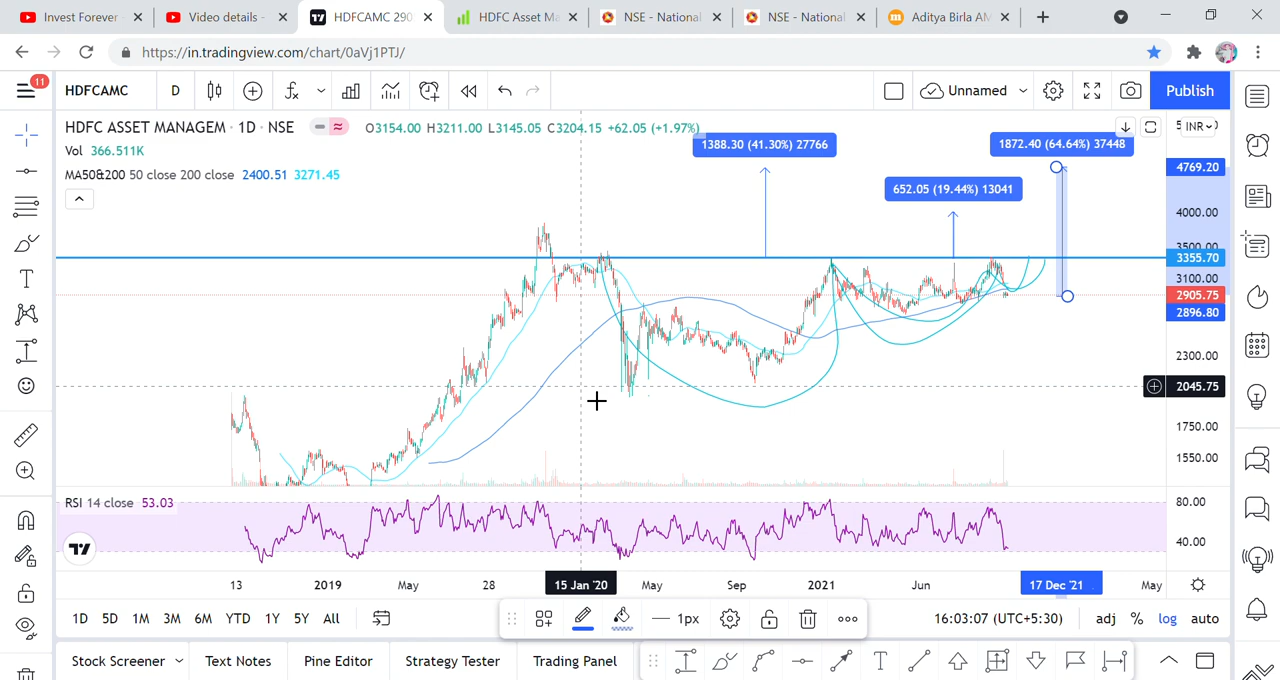 Invest Forever
Video details -
HDFCAMC 290
HDFC Asset Ma
NSE - National
NSE - National
Aditya Birla AM
https://in.tradingview.com/chart/0aVj1PTJ/
11
HDFCAMC
D
Unnamed
Publish
HDFC ASSET MANAGEM · 1D · NSE
O3154.00 H3211.00 L3145.05 C3204.15 +62.05 (+1.97%)
Vol 366.511K
MA50&200 50 close 200 close 2400.51 3271.45
1388.30 (41.30%) 27766
652.05 (19.44%) 13041
1872.40 (64.64%) 37448
INR
4769.20
4000.00
3500.00
3355.70
3100.00
2905.75
2896.80
2300.00
2045.75
1750.00
1550.00
RSI 14 close 53.03
80.00
40.00
13
2019
May
28
15 Jan '20
May
Sep
2021
Jun
17 Dec '21
May
1D 5D 1M 3M 6M YTD 1Y 5Y All
1px
16:03:07 (UTC+5:30)
adj % log auto
Stock Screener
Text Notes
Pine Editor
Strategy Tester
Trading Panel